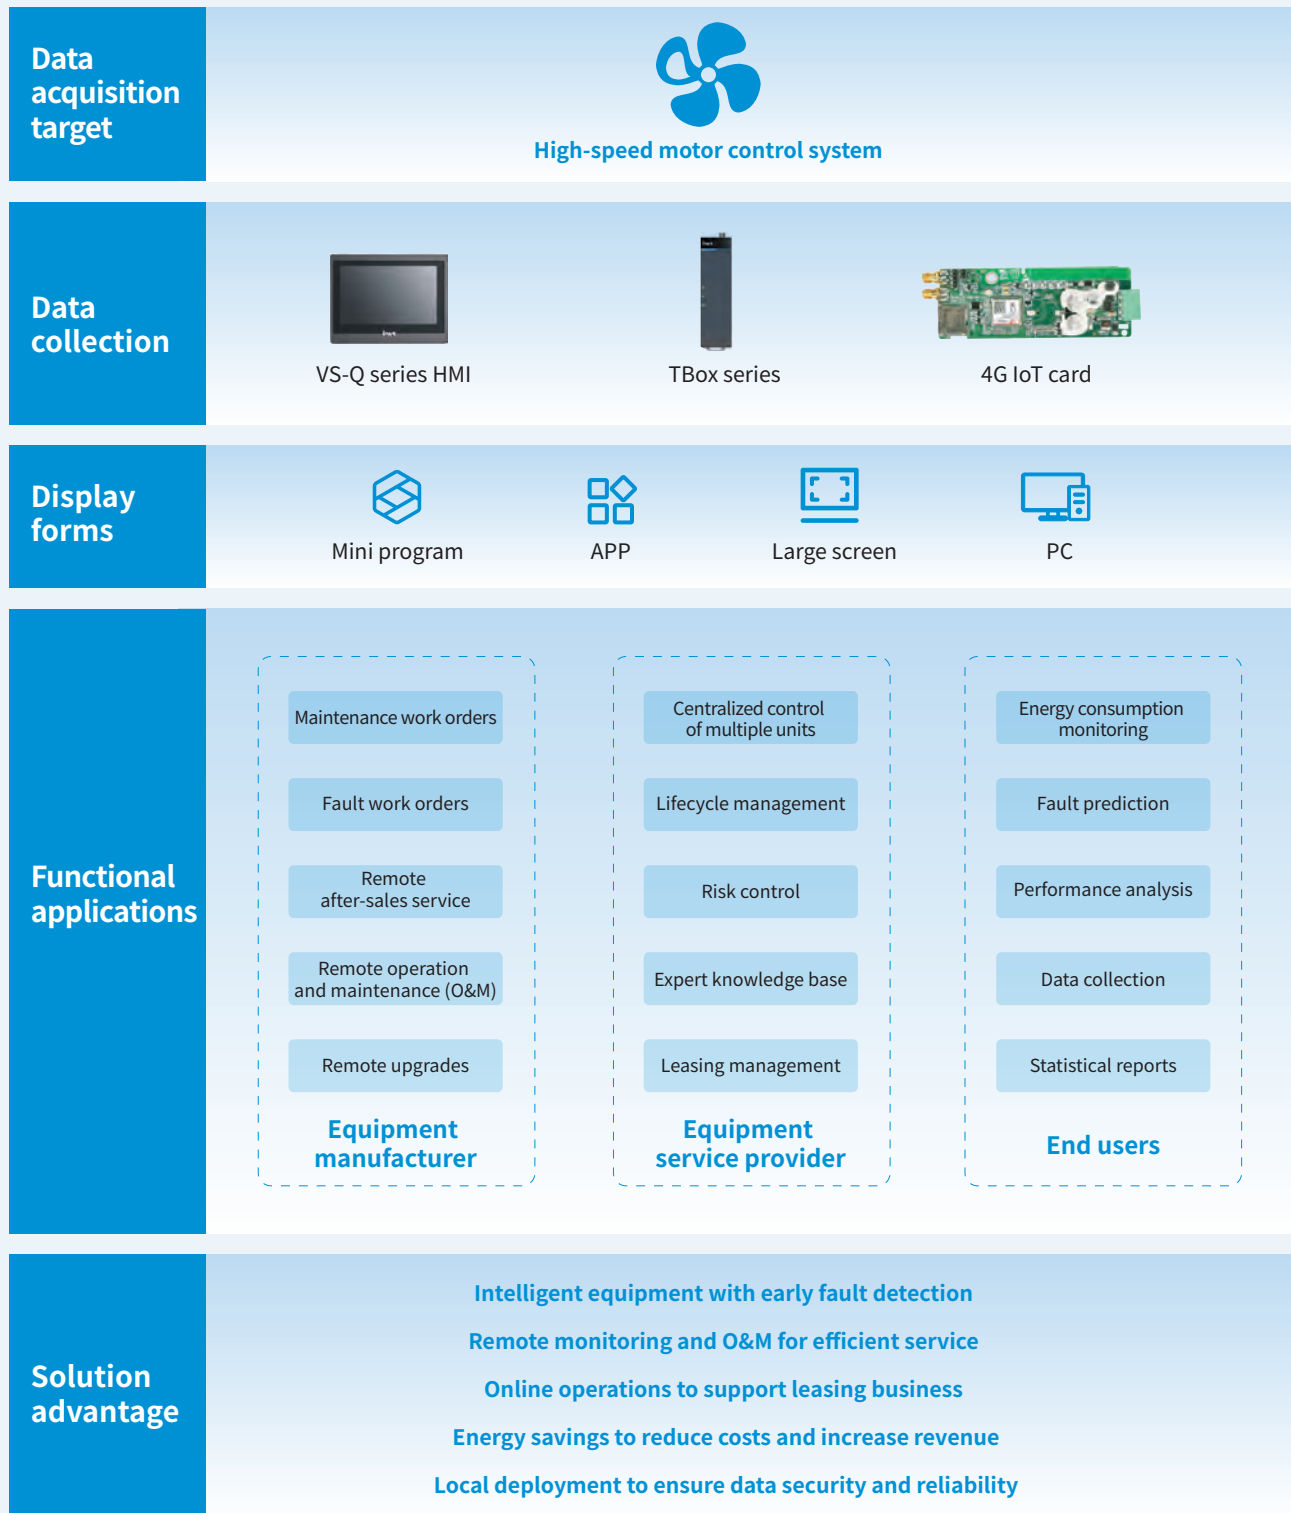 Data
acquisition
target
High-speed motor control system
Data
collection
invt
VS-Q series HMI
TBox series
4G IoT card
Display
forms
Mini program
APP
Large screen
PC
Functional
applications
Maintenance work orders
Fault work orders
Remote
after-sales service
Remote operation
and maintenance (O&M)
Remote upgrades
Equipment
manufacturer
Centralized control
of multiple units
Lifecycle management
Risk control
Expert knowledge base
Leasing management
Equipment
service provider
Energy consumption
monitoring
Fault prediction
Performance analysis
Data collection
Statistical reports
End users
Solution
advantage
Intelligent equipment with early fault detection
Remote monitoring and O&M for efficient service
Online operations to support leasing business
Energy savings to reduce costs and increase revenue
Local deployment to ensure data security and reliability